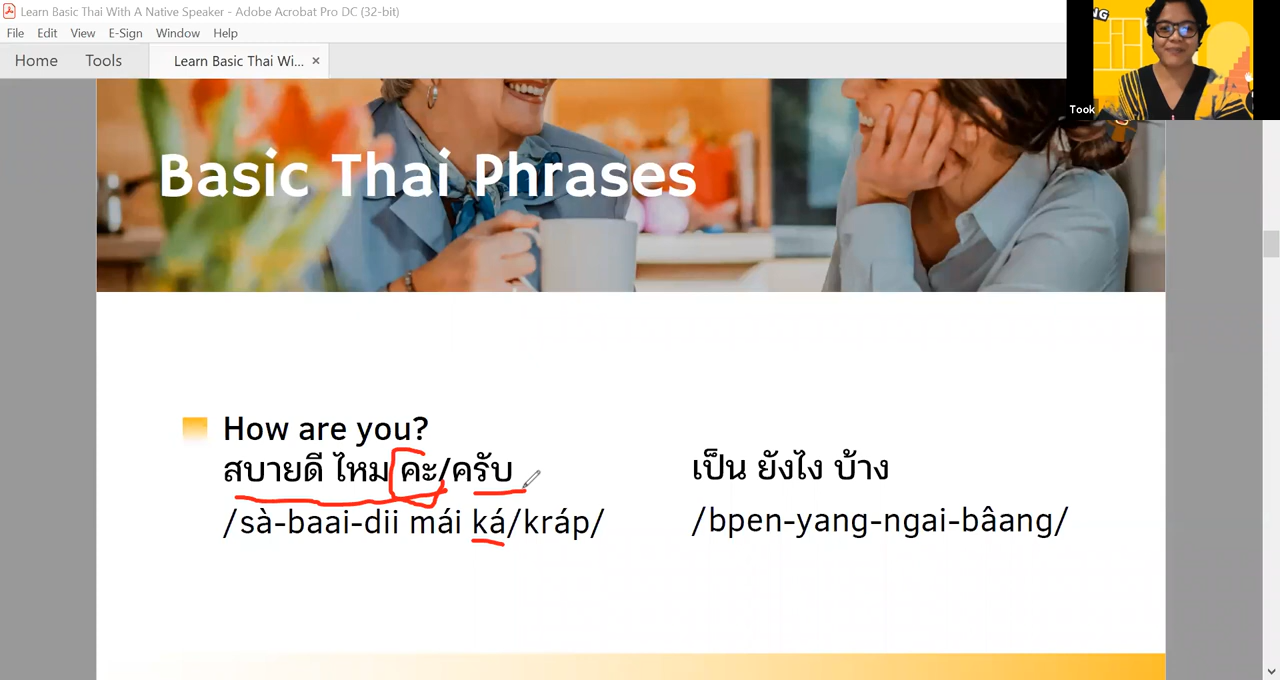 Learn Basic Thai With A Native Speaker - Adobe Acrobat Pro DC (32-bit)
File Edit View E-Sign Window Help
Home Tools Learn Basic Thai Wi... ×
NG
Took
Basic Thai Phrases
How are you?
สบายดี ไหม คะ/ครับ
/sà-baai-dii mái ká/kráp/
เป็น ยังไง บ้าง
/bpen-yang-ngai-bâang/